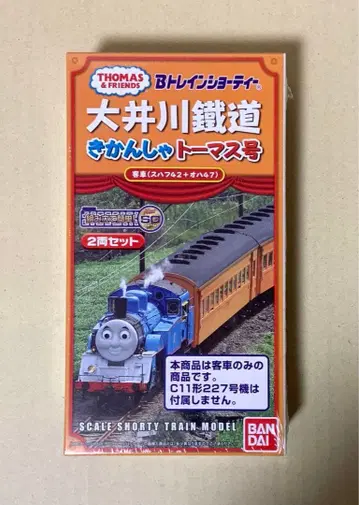 THOMAS
& FRIENDS
Bトレインショーティー
大井川鐵道
きかんしゃトーマス号
客車(スハフ42+オハ47)
SG
2両セット
本商品は客車のみの
商品です。
C11形227号機は
付属しません。
SCALE SHORTY TRAIN MODEL
BAN
DAI